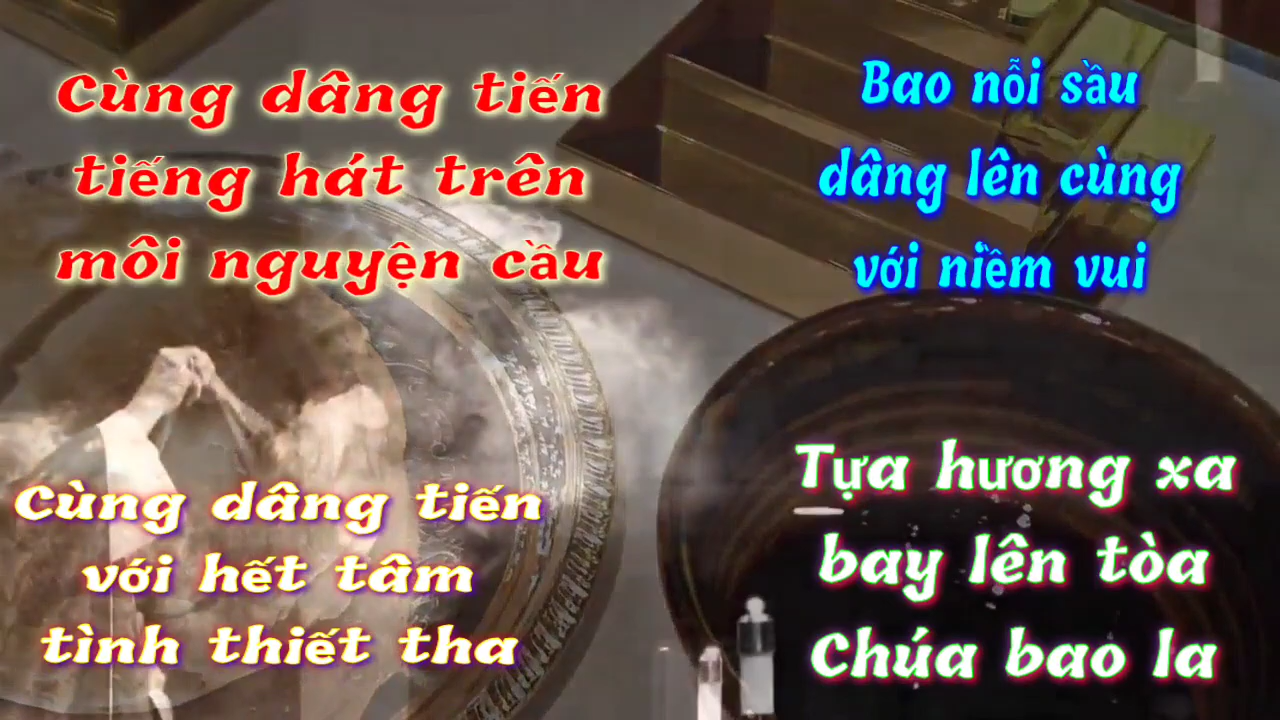 Cùng dâng tiến
tiếng hát trên
môi nguyện cầu
Bao nỗi sầu
dâng lên cùng
với niềm vui
Cùng dâng tiến
với hết tâm
tình thiết tha
Tựa hương xa
bay lên tòa
Chúa bao la